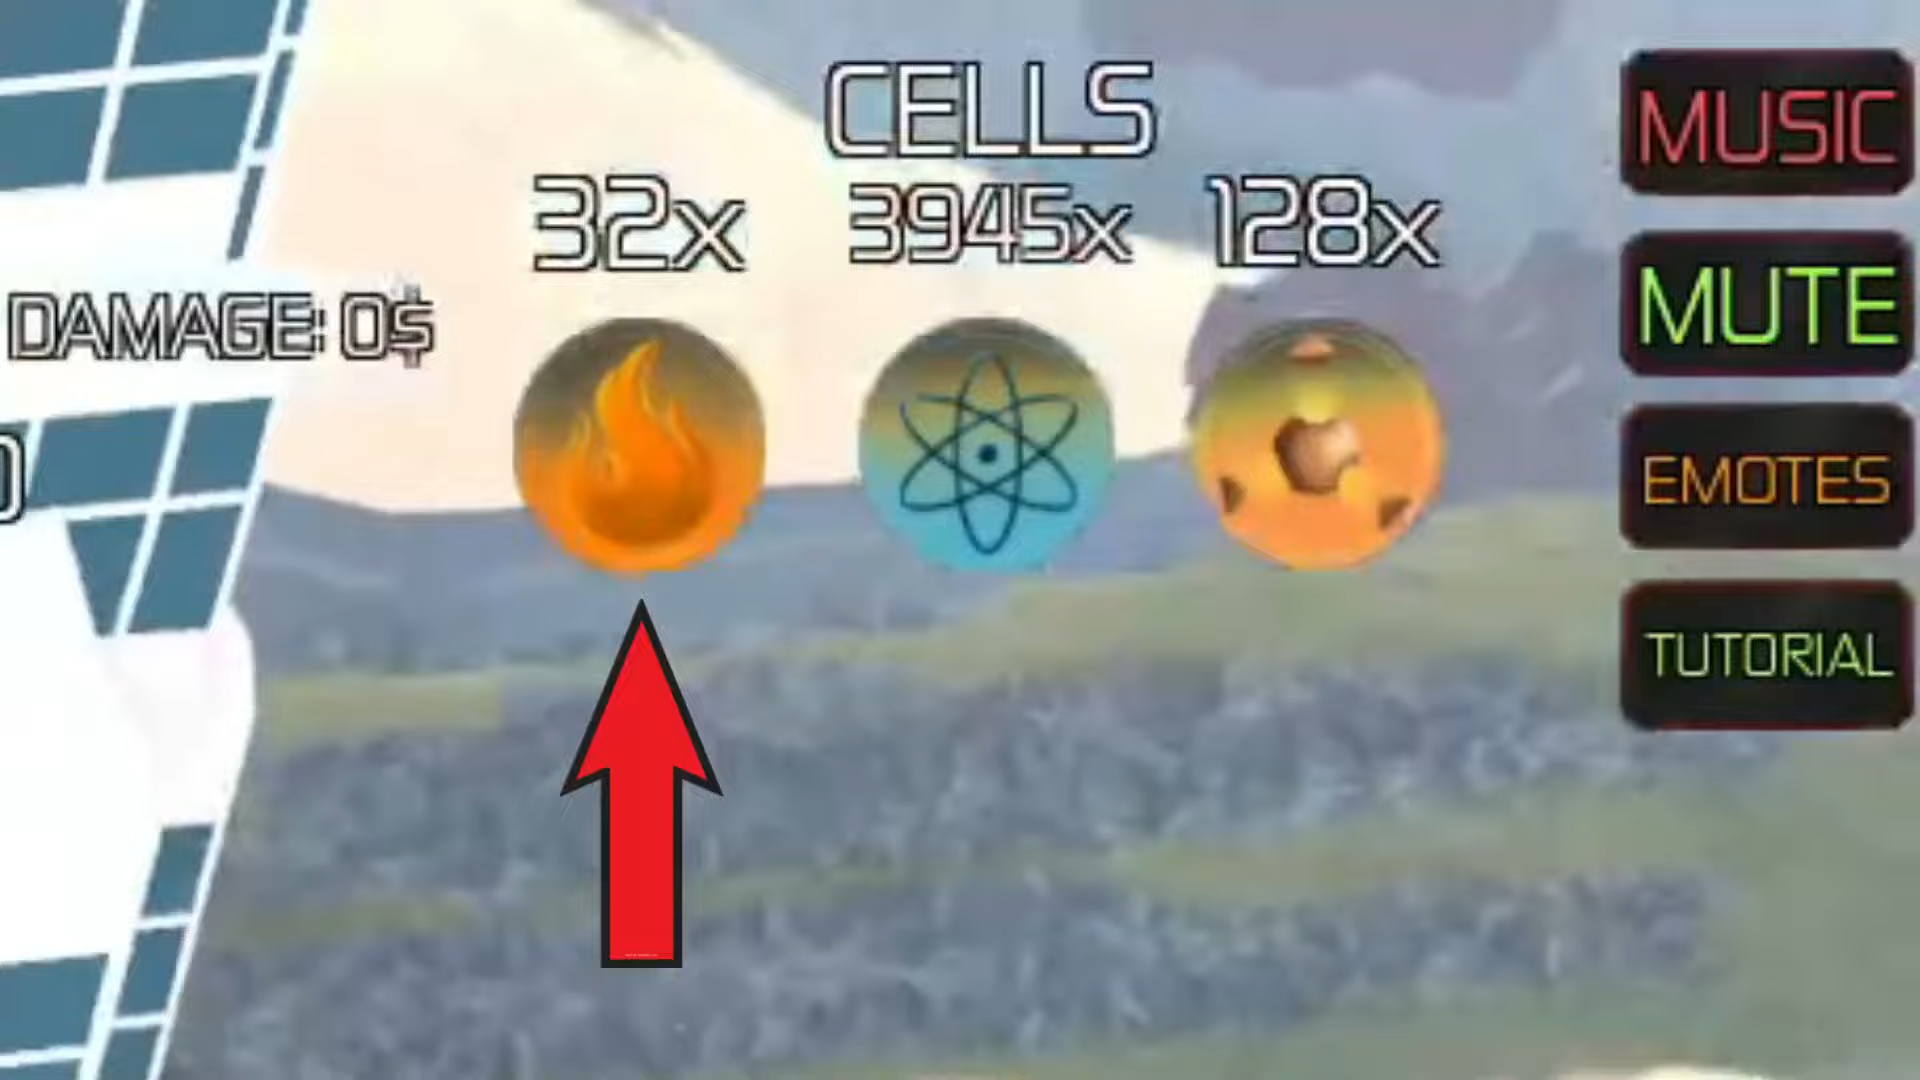 CELLS
32x 3945x 128x
DAMAGE: 0$
MUSIC
MUTE
EMOTES
TUTORIAL